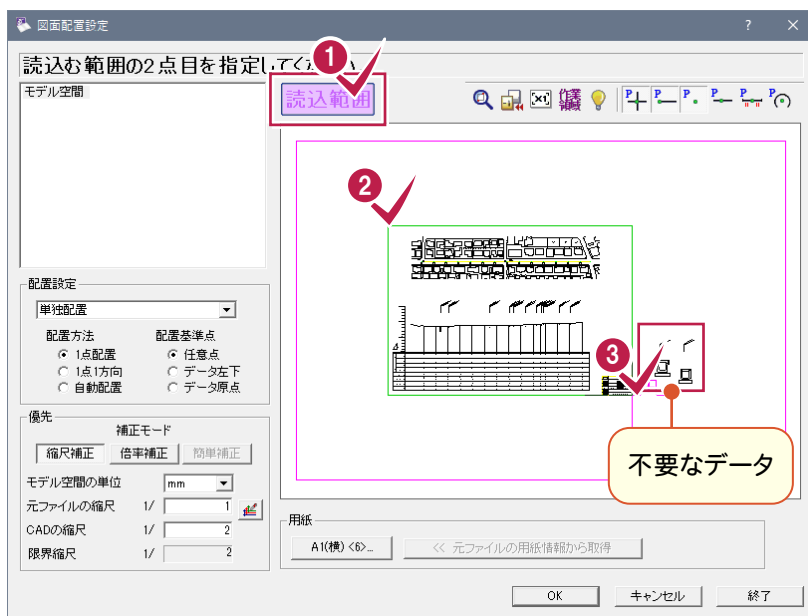 図面配置設定
読込む範囲の2点目を指定してください
モデル空間
読込範囲
1
2
3
配置設定
単独配置
配置方法 配置基準点
1点配置 任意点
1点1方向 データ左下
自動配置 データ原点
優先
補正モード
縮尺補正 倍率補正 簡単補正
モデル空間の単位 mm
元ファイルの縮尺 1/ 1
CADの縮尺 1/ 2
限界縮尺 1/ 2
不要なデータ
用紙
A1(横) <6>... << 元ファイルの用紙情報から取得
OK キャンセル 終了